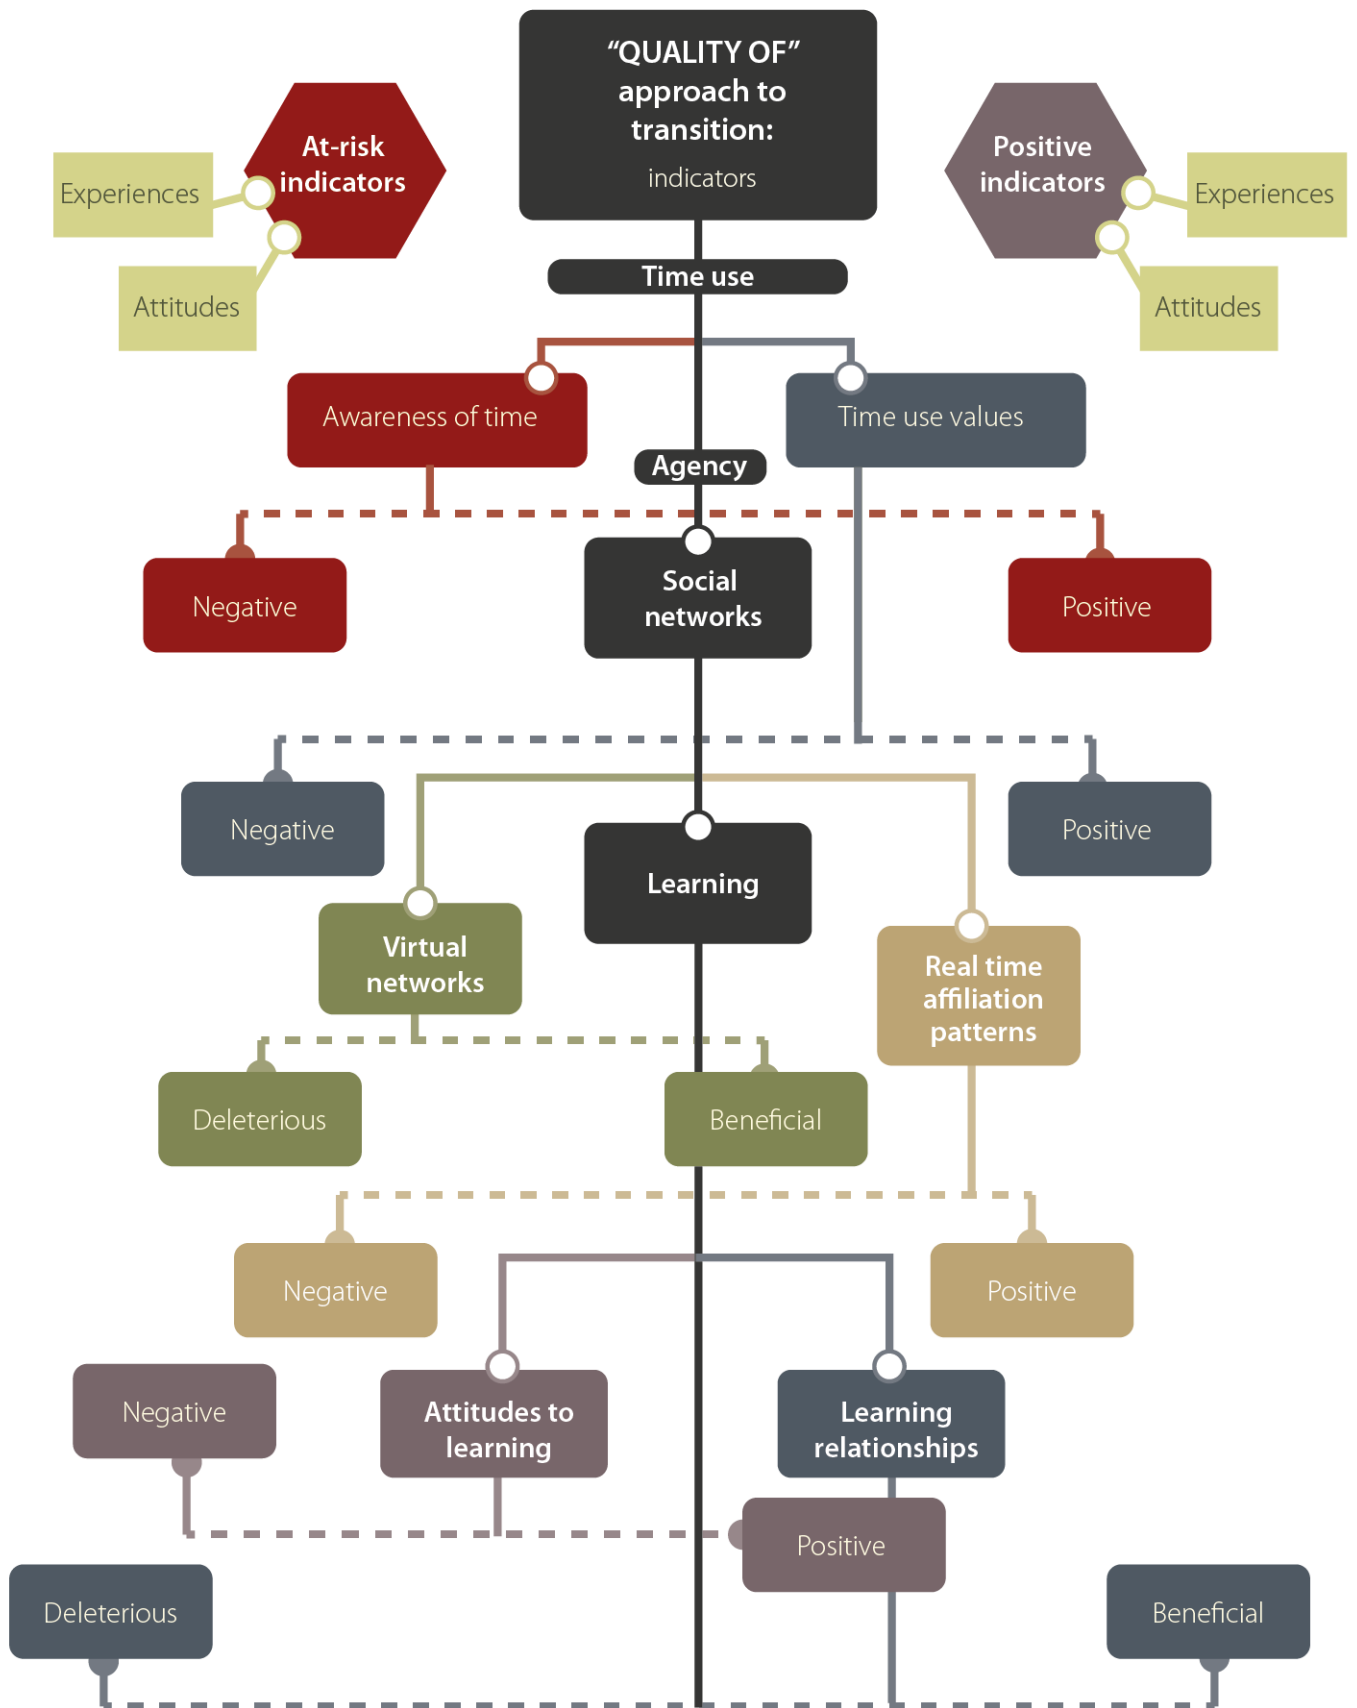 “QUALITY OF”
approach to
transition:
indicators
At-risk
indicators
Experiences
Attitudes
Positive
indicators
Experiences
Attitudes
Time use
Awareness of time
Time use values
Agency
Social
networks
Negative
Positive
Negative
Positive
Learning
Virtual
networks
Real time
affiliation
patterns
Deleterious
Beneficial
Negative
Positive
Negative
Attitudes to
learning
Learning
relationships
Positive
Deleterious
Beneficial